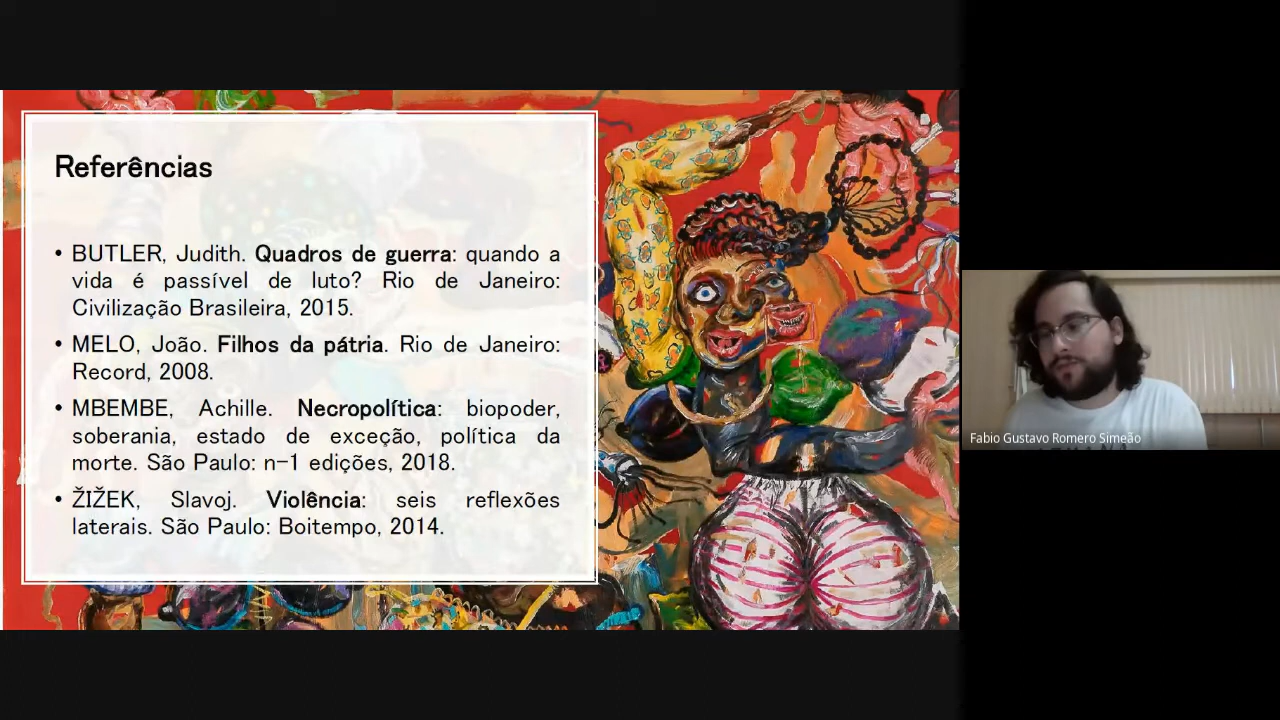 Referências
• BUTLER, Judith. Quadros de guerra: quando a
vida é passível de luto? Rio de Janeiro:
Civilização Brasileira, 2015.
• MELO, João. Filhos da pátria. Rio de Janeiro:
Record, 2008.
• MBEMBE, Achille. Necropolítica: biopoder,
soberania, estado de exceção, política da
morte. São Paulo: n-1 edições, 2018.
• ŽIŽEK, Slavoj. Violência: seis reflexões
laterais. São Paulo: Boitempo, 2014.
Fabio Gustavo Romero Simeão